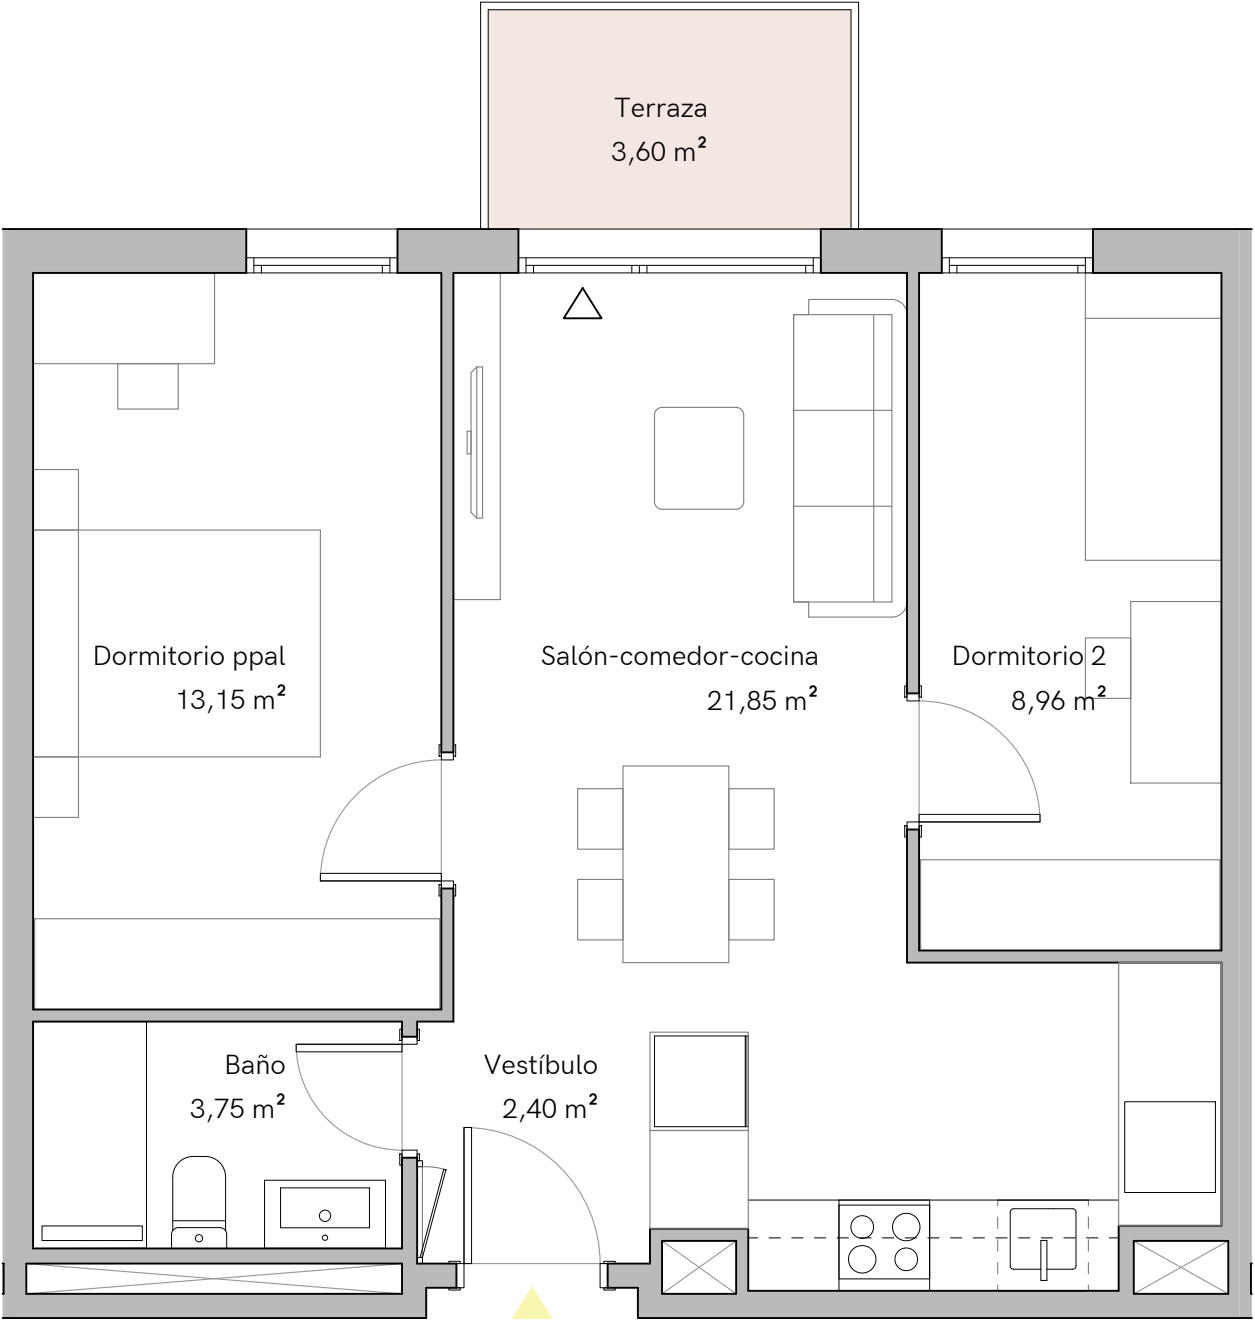 Terraza
3,60 m²
Dormitorio ppal
13,15 m²
Salón-comedor-cocina
21,85 m²
Dormitorio 2
8,96 m²
Baño
3,75 m²
Vestíbulo
2,40 m²